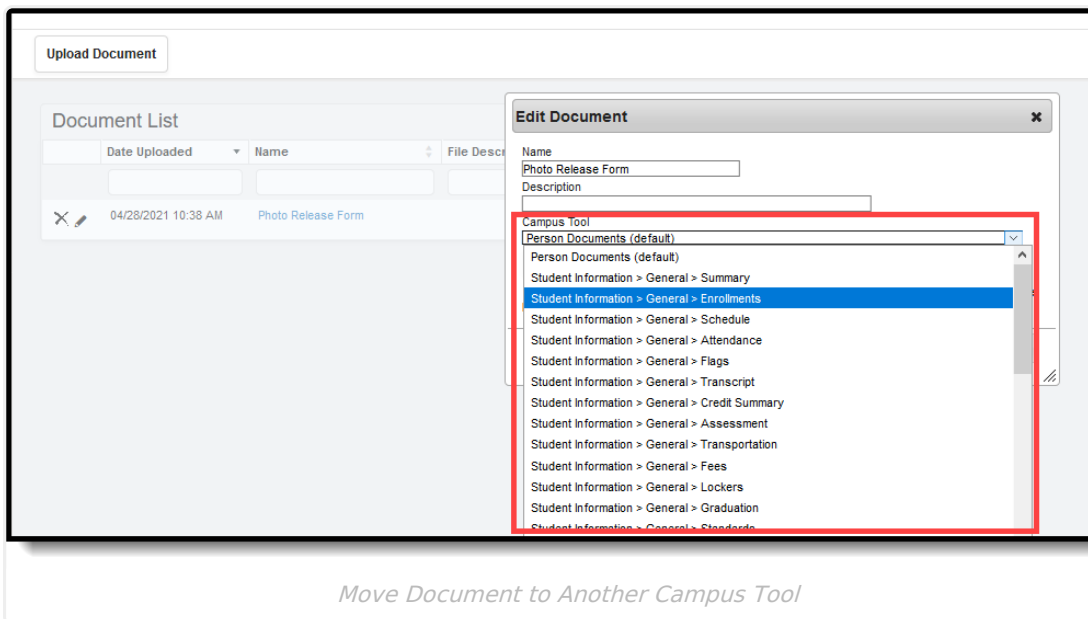 Upload Document
Document List
Date Uploaded Name File Descr
04/28/2021 10:38 AM Photo Release Form
Edit Document
Name
Photo Release Form
Description
Campus Tool
Person Documents (default)
Person Documents (default)
Student Information > General > Summary
Student Information > General > Enrollments
Student Information > General > Schedule
Student Information > General > Attendance
Student Information > General > Flags
Student Information > General > Transcript
Student Information > General > Credit Summary
Student Information > General > Assessment
Student Information > General > Transportation
Student Information > General > Fees
Student Information > General > Lockers
Student Information > General > Graduation
Student Information > General > Standards
Move Document to Another Campus Tool